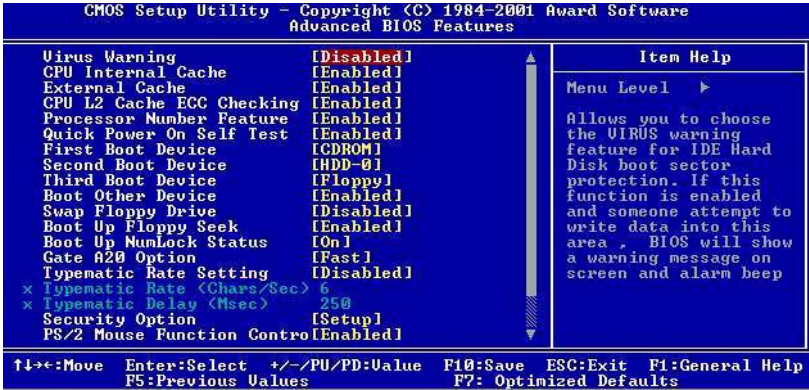 CMOS Setup Utility - Copyright (C) 1984-2001 Award Software
Advanced BIOS Features
Virus Warning [Disabled]
CPU Internal Cache [Enabled]
External Cache [Enabled]
CPU L2 Cache ECC Checking [Enabled]
Processor Number Feature [Enabled]
Quick Power On Self Test [Enabled]
First Boot Device [CDROM]
Second Boot Device [HDD-0]
Third Boot Device [Floppy]
Boot Other Device [Enabled]
Swap Floppy Drive [Disabled]
Boot Up Floppy Seek [Enabled]
Boot Up NumLock Status [On]
Gate A20 Option [Fast]
Typematic Rate Setting [Disabled]
x Typematic Rate (Chars/Sec) 6
x Typematic Delay (Msec) 250
Security Option [Setup]
PS/2 Mouse Function Contro[Enabled]
Item Help
Menu Level ▶
Allows you to choose
the VIRUS warning
feature for IDE Hard
Disk boot sector
protection. If this
function is enabled
and someone attempt to
write data into this
area , BIOS will show
a warning message on
screen and alarm beep
↑↓→←:Move Enter:Select +/-/PU/PD:Value F10:Save ESC:Exit F1:General Help
F5:Previous Values F7: Optimized Defaults